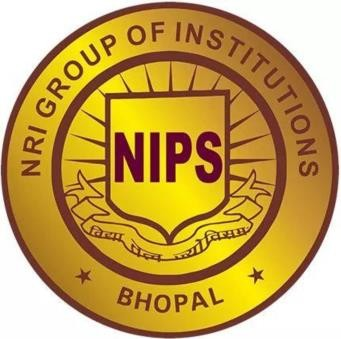 NRI GROUP OF INSTITUTIONS
NIPS
BHOPAL